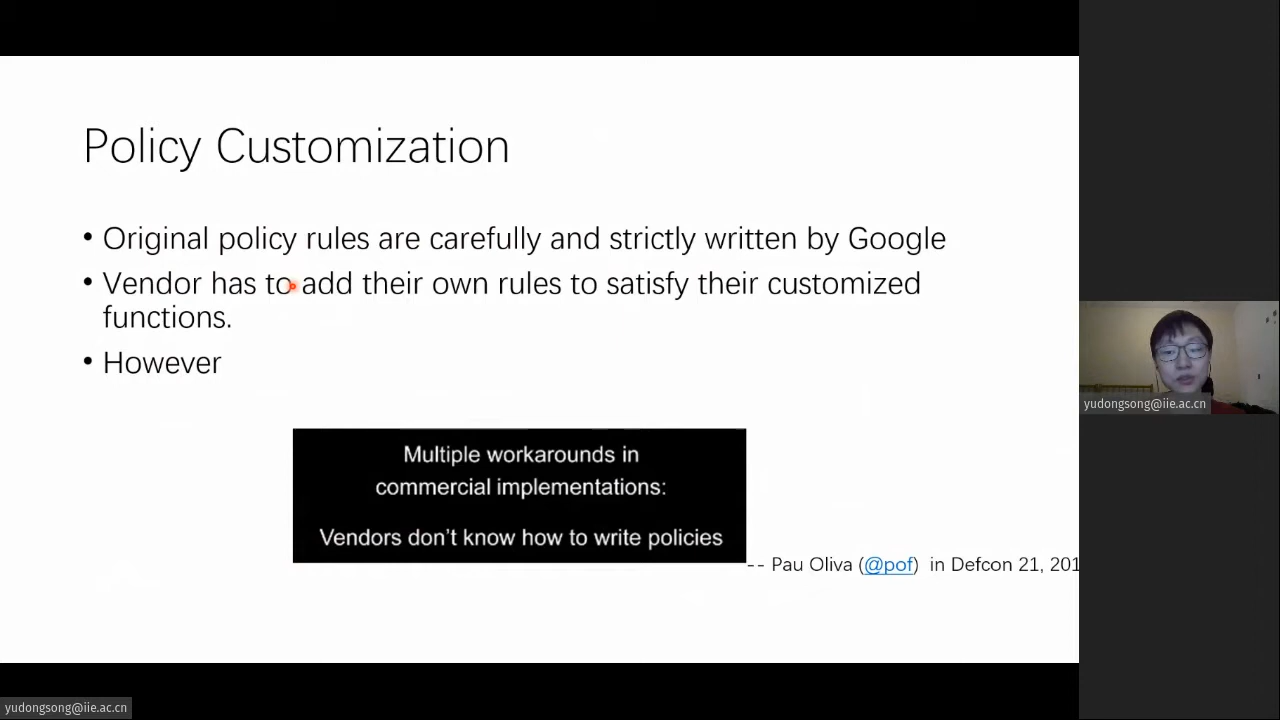 Policy Customization
• Original policy rules are carefully and strictly written by Google
• Vendor has to add their own rules to satisfy their customized
functions.
• However
Multiple workarounds in
commercial implementations:
Vendors don't know how to write policies
-- Pau Oliva (@pof) in Defcon 21, 201
yudongsong@iie.ac.cn
yudongsong@iie.ac.cn